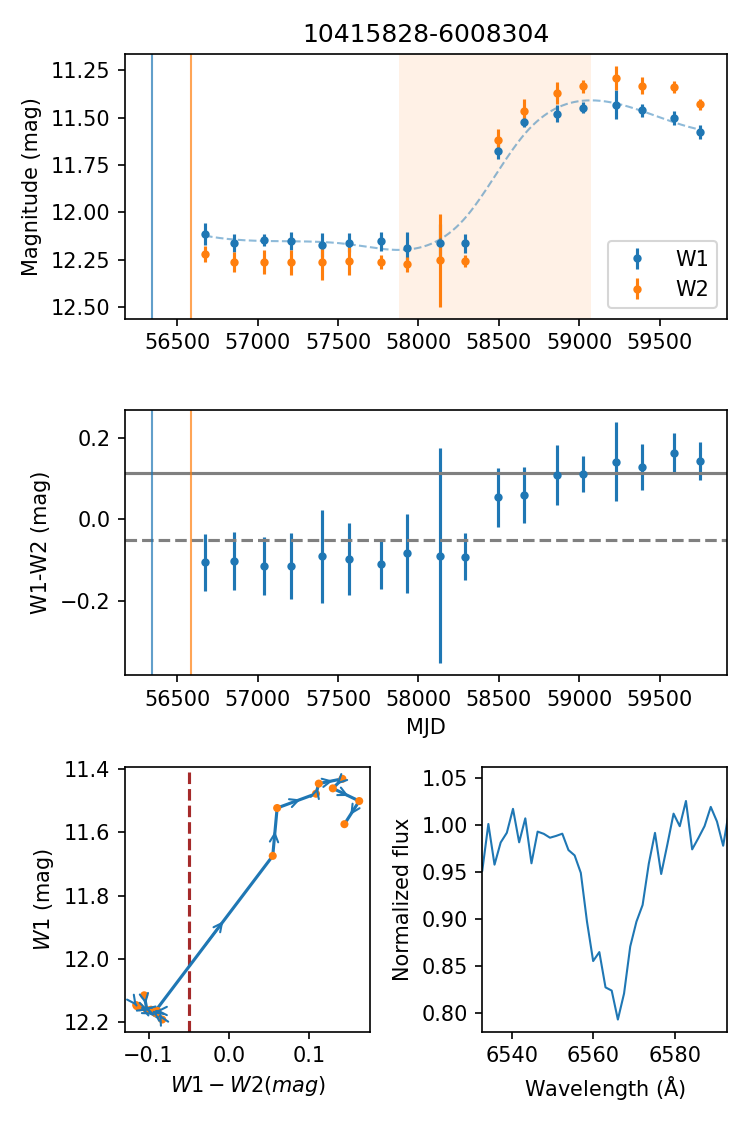 10415828-6008304
Magnitude (mag)
11.25
11.50
11.75
12.00
12.25
12.50
W1
W2
56500 57000 57500 58000 58500 59000 59500
W1-W2 (mag)
0.2
0.0
−0.2
56500 57000 57500 58000 58500 59000 59500
MJD
W1 (mag)
11.4
11.6
11.8
12.0
12.2
−0.1 0.0 0.1
W1 − W2(mag)
Normalized flux
1.05
1.00
0.95
0.90
0.85
0.80
6540 6560 6580
Wavelength (Å)